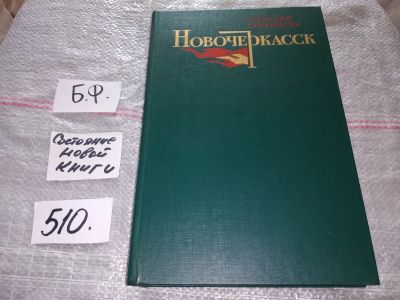 Новочеркасск
Б.Ф.
Состояние
новой
книги
510.